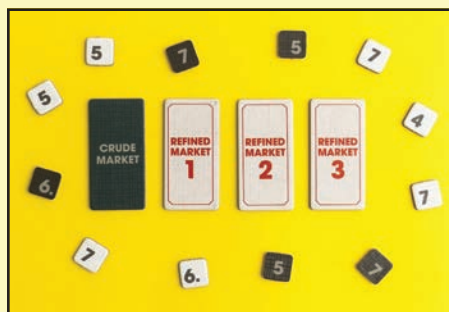 5
7
5
7
5
4
CRUDE
MARKET
REFINED
MARKET
1
REFINED
MARKET
2
REFINED
MARKET
3
6.
7
7
6.
5
7